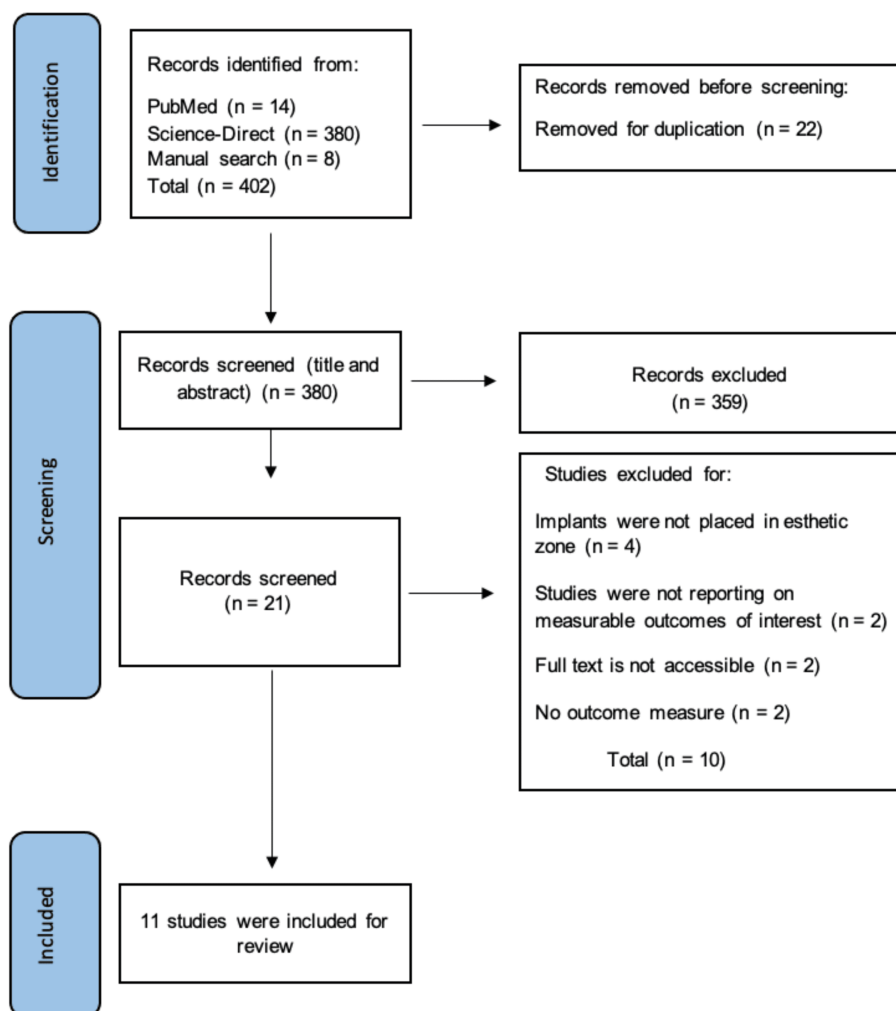 Identification
Records identified from:
PubMed (n = 14)
Science-Direct (n = 380)
Manual search (n = 8)
Total (n = 402)
Records removed before screening:
Removed for duplication (n = 22)
Screening
Records screened (title and
abstract) (n = 380)
Records excluded
(n = 359)
Records screened
(n = 21)
Studies excluded for:
Implants were not placed in esthetic
zone (n = 4)
Studies were not reporting on
measurable outcomes of interest (n = 2)
Full text is not accessible (n = 2)
No outcome measure (n = 2)
Total (n = 10)
Included
11 studies were included for
review